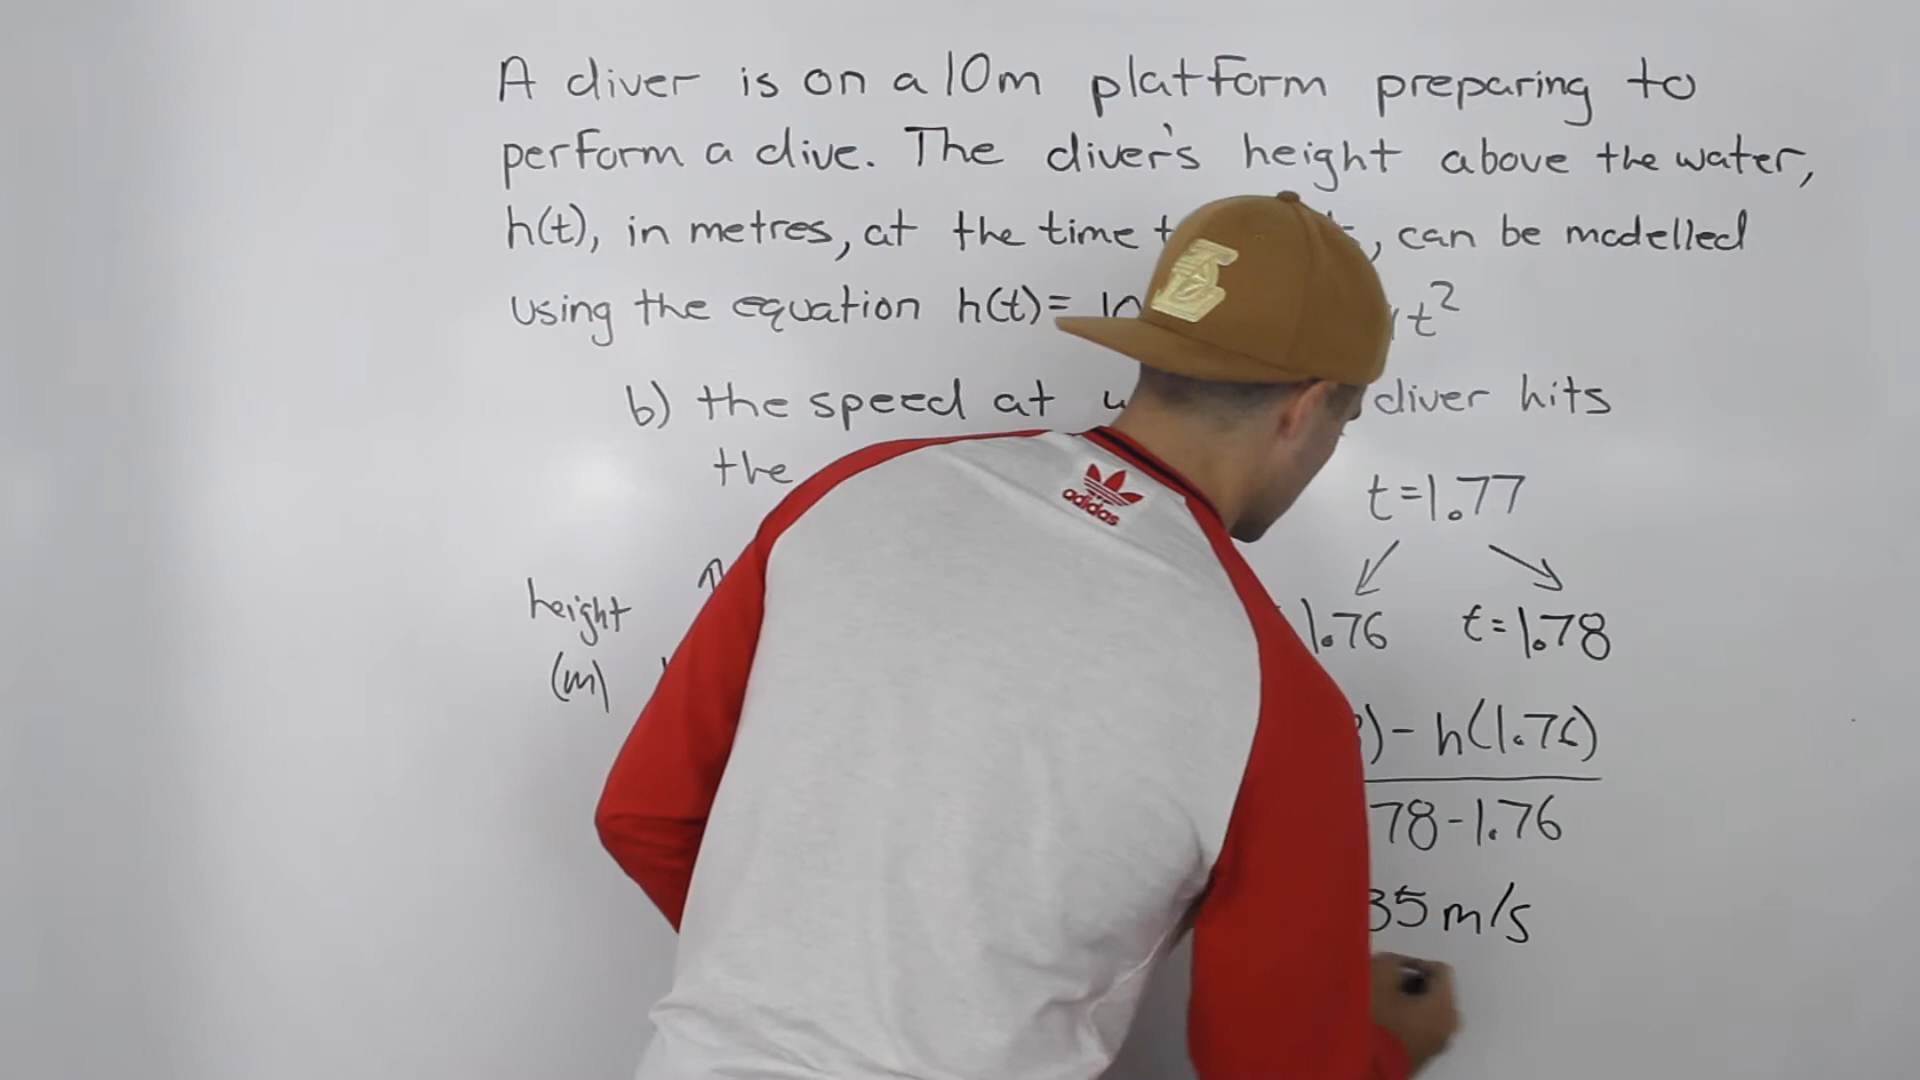 A diver is on a 10m platform preparing to
perform a dive. The diver's height above the water,
h(t), in metres, at the time t , can be modelled
using the equation h(t)= 10 t²
b) the speed at diver hits
the
t=1.77
height
(m)
1.76 t=1.78
)- h(1.76)
78-1.76
35 m/s
adidas